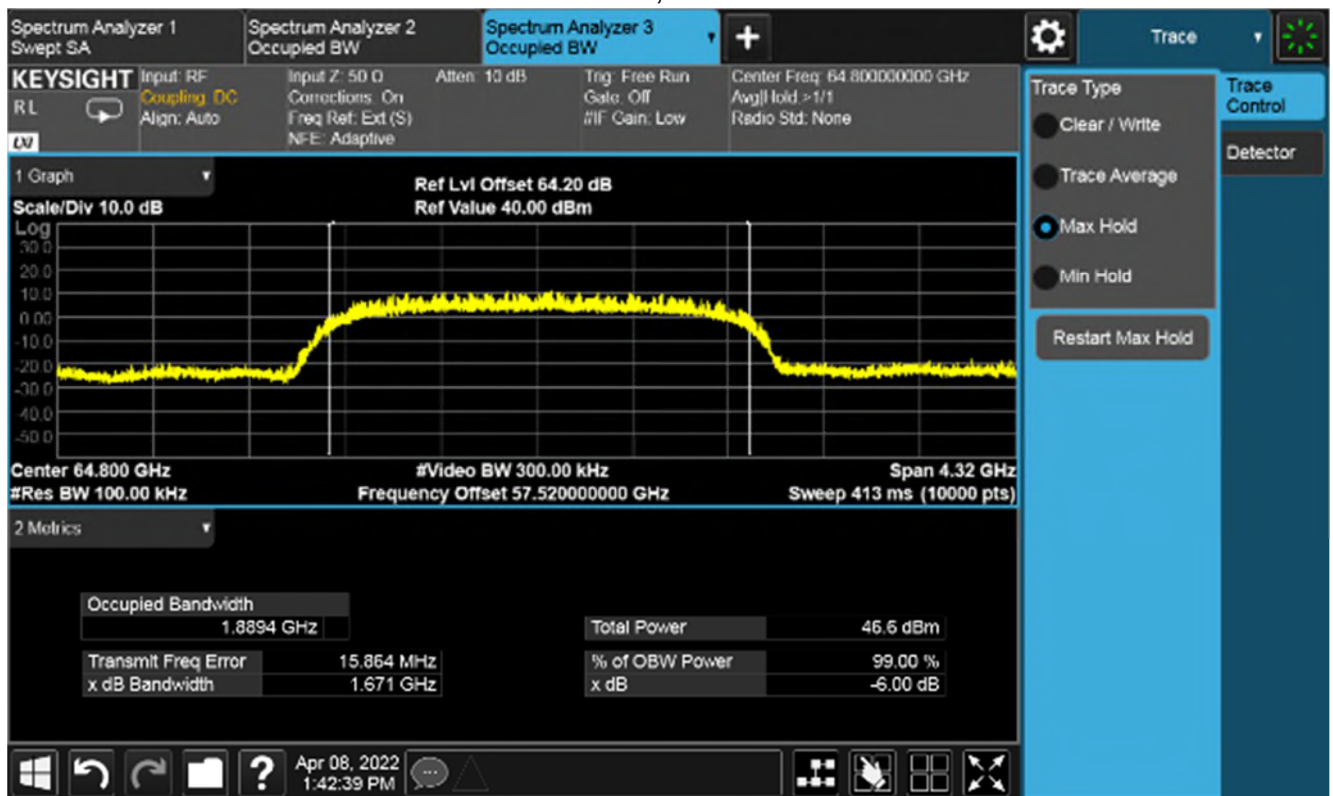 Spectrum Analyzer 1
Swept SA
Spectrum Analyzer 2
Occupied BW
Spectrum Analyzer 3
Occupied BW
Trace
KEYSIGHT
RL
LXI
Input: RF
Coupling: DC
Align: Auto
Input Z: 50 Ω
Corrections: On
Freq Ref: Ext (S)
NFE: Adaptive
Atten: 10 dB
Trig: Free Run
Gate: Off
#IF Gain: Low
Center Freq: 64.800000000 GHz
Avg|Hold:>1/1
Radio Std: None
Trace Type
Clear / Write
Trace Average
Max Hold
Min Hold
Restart Max Hold
Trace
Control
Detector
1 Graph
Scale/Div 10.0 dB
Ref Lvl Offset 64.20 dB
Ref Value 40.00 dBm
Log
30.0
20.0
10.0
0.00
-10.0
-20.0
-30.0
-40.0
-50.0
Center 64.800 GHz
#Video BW 300.00 kHz
Span 4.32 GHz
#Res BW 100.00 kHz
Frequency Offset 57.520000000 GHz
Sweep 413 ms (10000 pts)
2 Metrics
Occupied Bandwidth
1.8894 GHz
Total Power 46.6 dBm
Transmit Freq Error 15.864 MHz
% of OBW Power 99.00 %
x dB Bandwidth 1.671 GHz
x dB -6.00 dB
?
Apr 08, 2022
1:42:39 PM